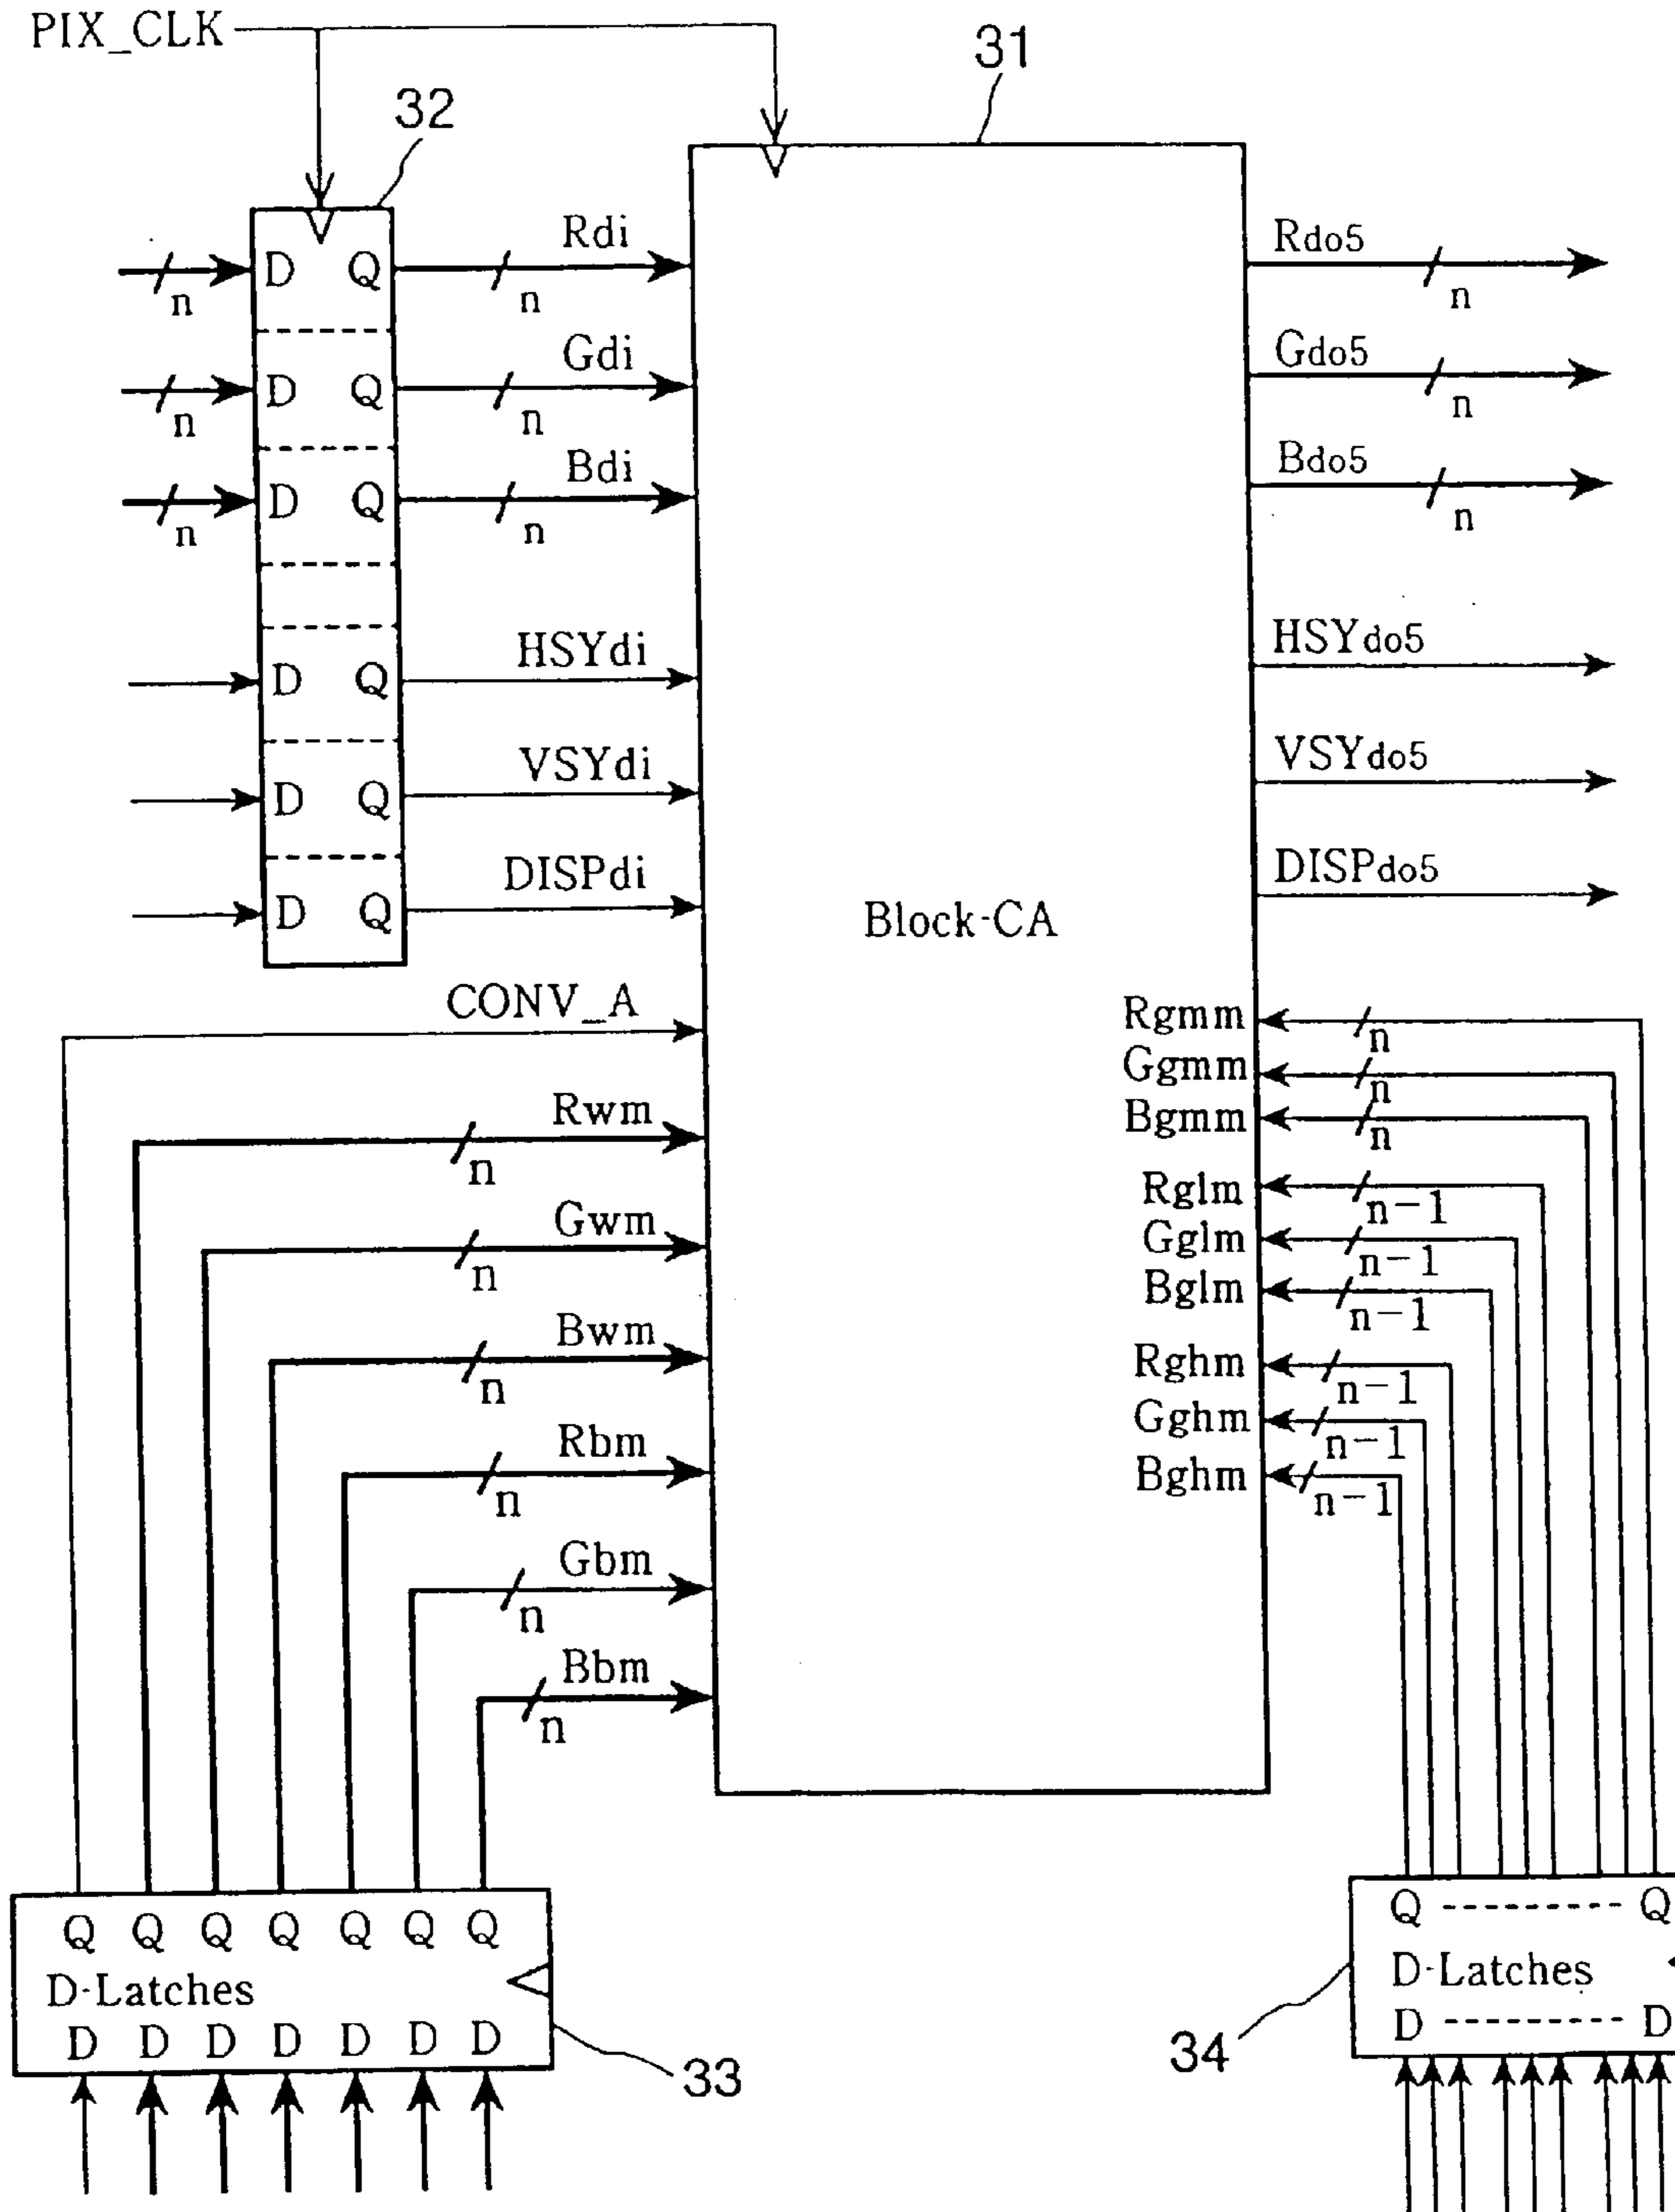 PIX_CLK
31
32
D Q Rdi n n
D Q Gdi n n
D Q Bdi n n
D Q HSYdi
D Q VSYdi
D Q DISPdi
Rdo5 n
Gdo5 n
Bdo5 n
HSYdo5
VSYdo5
DISPdo5
Block-CA
CONV_A
Rwm n
Gwm n
Bwm n
Rbm n
Gbm n
Bbm n
Rgmm n
Ggmm n
Bgmm n
Rglm n-1
Gglm n-1
Bglm n-1
Rghm n-1
Gghm n-1
Bghm n-1
Q Q Q Q Q Q Q
D-Latches
D D D D D D D
33
Q Q
D-Latches
D D
34